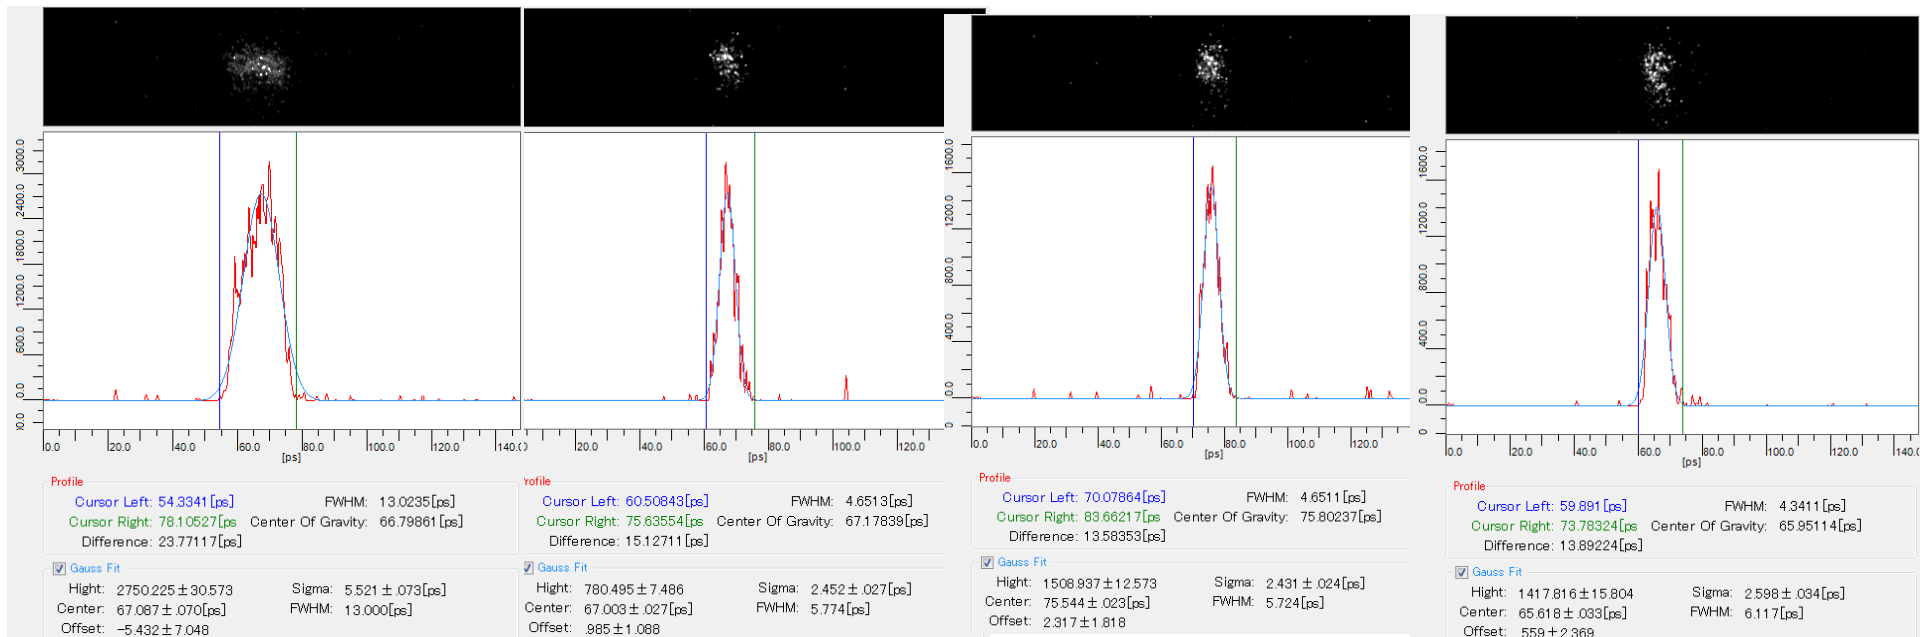 3000.0
2400.0
1800.0
1200.0
600.0
0.0
0.0 20.0 40.0 60.0 80.0 100.0 120.0 140.0
[ps]
Profile
Cursor Left: 54.3341[ps] FWHM: 13.0235[ps]
Cursor Right: 78.10527[ps Center Of Gravity: 66.79861[ps]
Difference: 23.77117[ps]
Gauss Fit
Hight: 2750.225±30.573 Sigma: 5.521±.073[ps]
Center: 67.087±.070[ps] FWHM: 13.000[ps]
Offset: -5.432±7.048
0.0 20.0 40.0 60.0 80.0 100.0 120.0
[ps]
rofile
Cursor Left: 60.50843[ps] FWHM: 4.6513[ps]
Cursor Right: 75.63554[ps Center Of Gravity: 67.17839[ps]
Difference: 15.12711[ps]
Gauss Fit
Hight: 780.495±7.486 Sigma: 2.452±.027[ps]
Center: 67.003±.027[ps] FWHM: 5.774[ps]
Offset: .985±1.088
1600.0
1200.0
800.0
400.0
0.0
0
0.0 20.0 40.0 60.0 80.0 100.0 120.0
[ps]
Profile
Cursor Left: 70.07864[ps] FWHM: 4.6511[ps]
Cursor Right: 83.66217[ps Center Of Gravity: 75.80237[ps]
Difference: 13.58353[ps]
Gauss Fit
Hight: 1508.937±12.573 Sigma: 2.431±.024[ps]
Center: 75.544±.023[ps] FWHM: 5.724[ps]
Offset: 2.317±1.818
1600.0
1200.0
800.0
400.0
0.0
0
0.0 20.0 40.0 60.0 80.0 100.0 120.0 140.0
[ps]
Profile
Cursor Left: 59.891[ps] FWHM: 4.3411[ps]
Cursor Right: 73.78324[ps Center Of Gravity: 65.95114[ps]
Difference: 13.89224[ps]
Gauss Fit
Hight: 1417.816±15.804 Sigma: 2.598±.034[ps]
Center: 65.618±.033[ps] FWHM: 6.117[ps]
Offset: .559±2.369